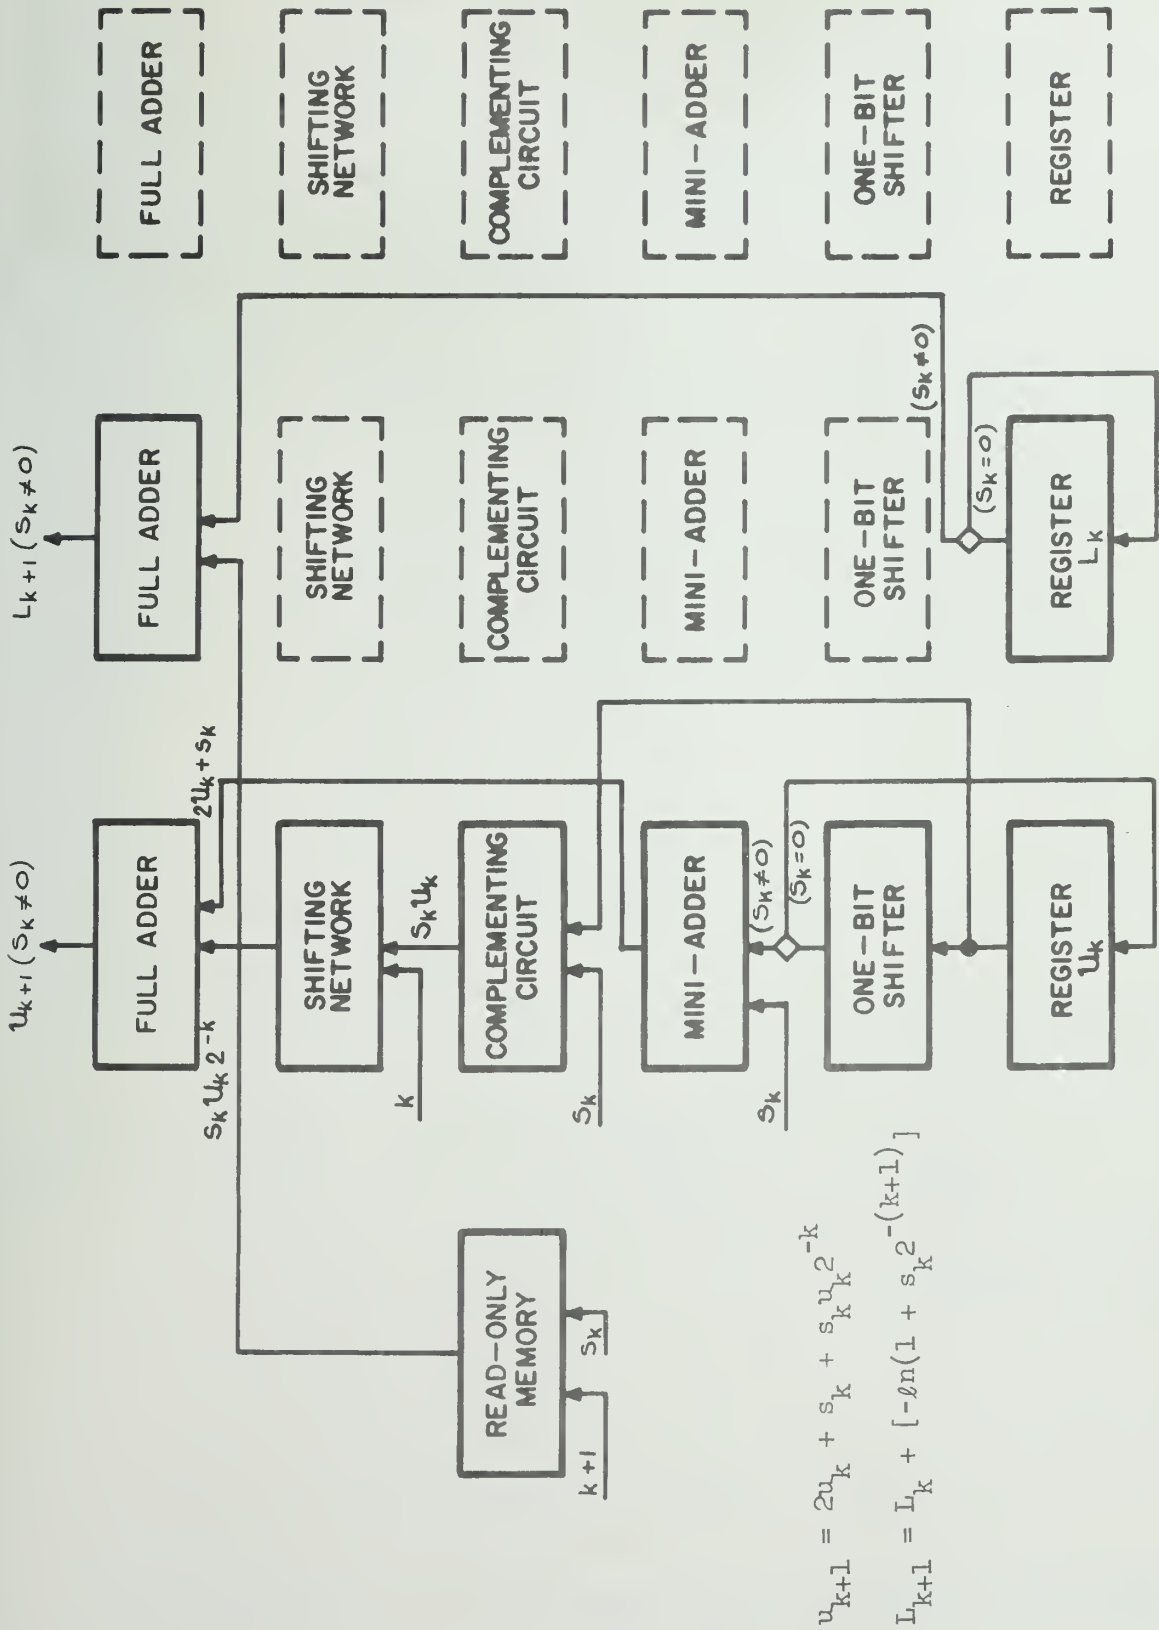 u_{k+1} (S_k ≠ 0)
L_{k+1} (S_k ≠ 0)
FULL ADDER
FULL ADDER
FULL ADDER
S_k u_k 2^{-k}
2u_k + s_k
SHIFTING
NETWORK
SHIFTING
NETWORK
SHIFTING
NETWORK
k
S_k u_k
READ-ONLY
MEMORY
k+1
S_k
COMPLEMENTING
CIRCUIT
COMPLEMENTING
CIRCUIT
COMPLEMENTING
CIRCUIT
S_k
MINI-ADDER
MINI-ADDER
MINI-ADDER
S_k
(S_k ≠ 0)
(S_k = 0)
ONE-BIT
SHIFTER
ONE-BIT
SHIFTER
ONE-BIT
SHIFTER
(S_k ≠ 0)
(S_k = 0)
REGISTER
u_k
REGISTER
L_k
REGISTER
u_{k+1} = 2u_k + s_k + s_k u_k 2^{-k}
L_{k+1} = L_k + [-ℓn(1 + s_k 2^{-(k+1)})]